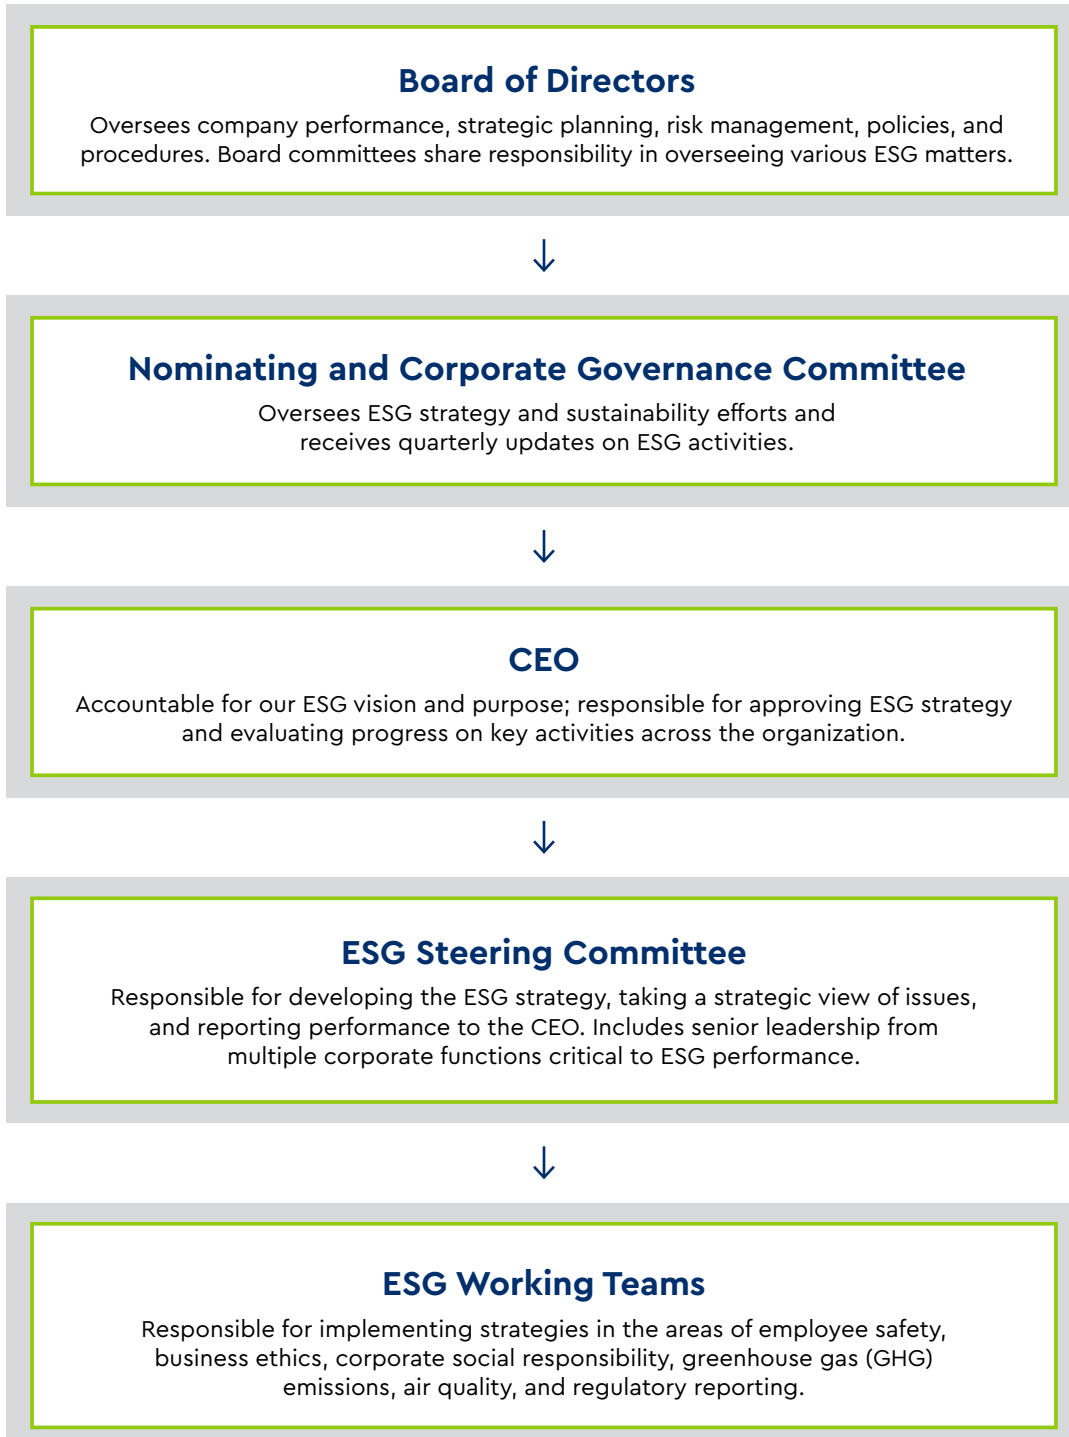 Board of Directors
Oversees company performance, strategic planning, risk management, policies, and
procedures. Board committees share responsibility in overseeing various ESG matters.
Nominating and Corporate Governance Committee
Oversees ESG strategy and sustainability efforts and
receives quarterly updates on ESG activities.
CEO
Accountable for our ESG vision and purpose; responsible for approving ESG strategy
and evaluating progress on key activities across the organization.
ESG Steering Committee
Responsible for developing the ESG strategy, taking a strategic view of issues,
and reporting performance to the CEO. Includes senior leadership from
multiple corporate functions critical to ESG performance.
ESG Working Teams
Responsible for implementing strategies in the areas of employee safety,
business ethics, corporate social responsibility, greenhouse gas (GHG)
emissions, air quality, and regulatory reporting.